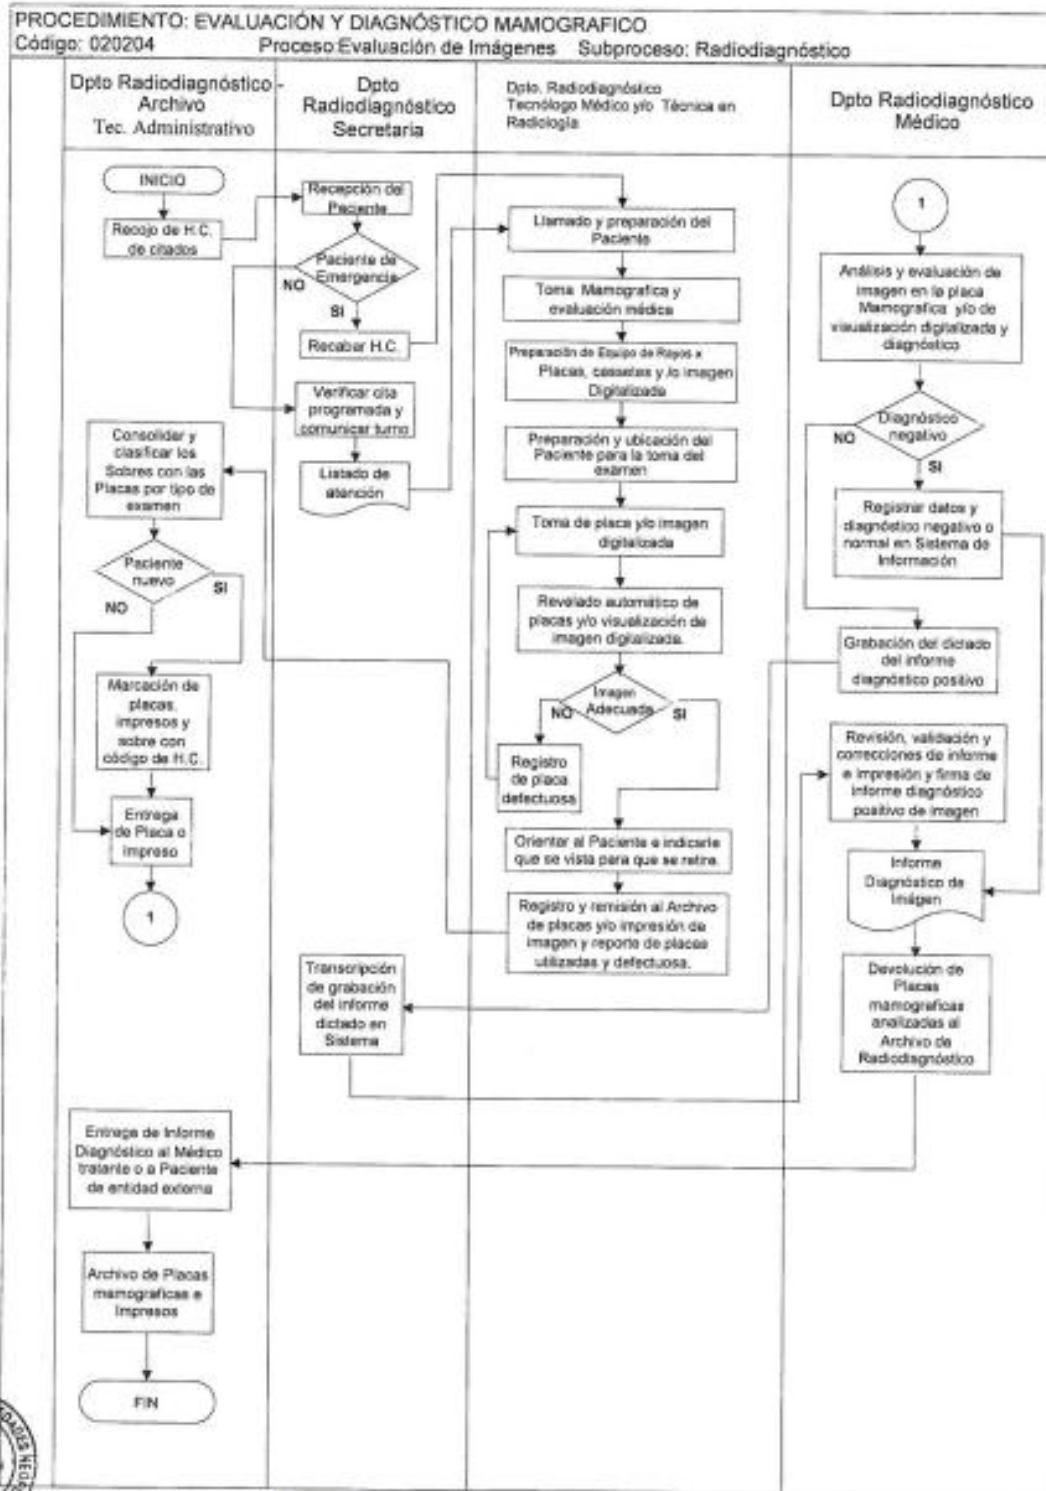 PROCEDIMIENTO: EVALUACIÓN Y DIAGNÓSTICO MAMOGRAFICO
Código: 020204 Proceso:Evaluación de Imágenes Subproceso: Radiodiagnóstico
Dpto Radiodiagnóstico -
Archivo
Tec. Administrativo
Dpto
Radiodiagnóstico
Secretaria
Dpto. Radiodiagnóstico
Tecnólogo Médico y/o Técnica en
Radiología
Dpto Radiodiagnóstico
Médico
INICIO
Recojo de H.C.
de citados
Recepción del
Paciente
Paciente de
Emergencia
NO
SI
Recabar H.C.
Verificar cita
programada y
comunicar turno
Listado de
atención
Consolidar y
clasificar los
Sobres con las
Placas por tipo de
examen
Paciente
nuevo
SI
NO
Marcación de
placas,
impresos y
sobre con
código de H.C.
Entrega
de Placa o
impreso
1
Llamado y preparación del
Paciente
Toma Mamografica y
evaluación médica
Preparación de Equipo de Rayos x
Placas, cassetas y /o imagen
Digitalizada
Preparación y ubicación del
Paciente para la toma del
examen
Toma de placa y/o imagen
digitalizada
Revelado automático de
placas y/o visualización de
imagen digitalizada.
Imagen
Adecuada
NO
SI
Registro
de placa
defectuosa
Orientar al Paciente e indicarle
que se vista para que se retire.
Registro y remisión al Archivo
de placas y/o impresión de
imagen y reporte de placas
utilizadas y defectuosa.
1
Análisis y evaluación de
imagen en la placa
Mamografica y/o de
visualización digitalizada y
diagnóstico
Diagnóstico
negativo
NO
SI
Registrar datos y
diagnóstico negativo o
normal en Sistema de
Información
Grabación del dictado
del informe
diagnóstico positivo
Revisión, validación y
correcciones de informe
e impresión y firma de
informe diagnóstico
positivo de imagen
Informe
Diagnóstico de
Imágen
Devolución de
Placas
mamograficas
analizadas al
Archivo de
Radiodiagnóstico
Transcripción
de grabación
del informe
dictado en
Sistema
Entrega de Informe
Diagnóstico al Médico
tratante o a Paciente
de entidad externa
Archivo de Placas
mamograficas e
Impresos
FIN